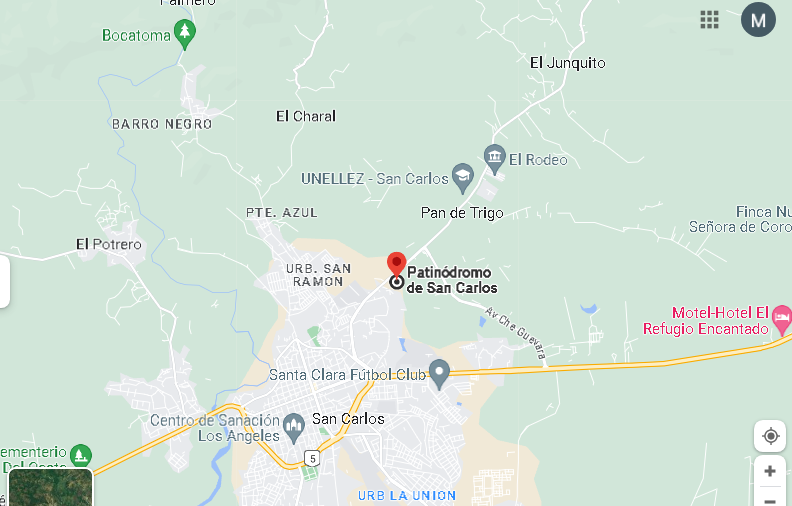 Palmero
Bocatoma
M
El Junquito
El Charal
BARRO NEGRO
El Rodeo
UNELLEZ - San Carlos
PTE. AZUL
Pan de Trigo
Finca Nu
Señora de Coro
El Potrero
URB. SAN
RAMON
Patinódromo
de San Carlos
Av Che Guevara
Motel-Hotel El
Refugio Encantado
Santa Clara Fútbol Club
Centro de Sanación
Los Angeles
San Carlos
5
ementerio
URB LA UNION